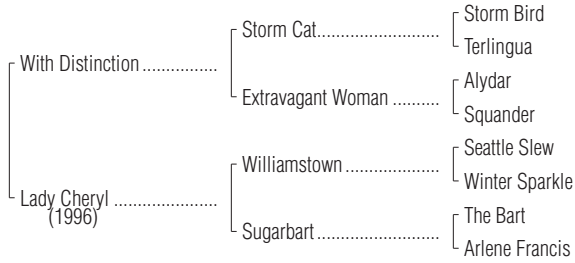 Storm Bird
Storm Cat..............................
Terlingua
With Distinction ..................
Alydar
Extravagant Woman ...........
Squander
Seattle Slew
Williamstown .......................
Winter Sparkle
Lady Cheryl .........................
(1996)
The Bart
Sugarbart..............................
Arlene Francis